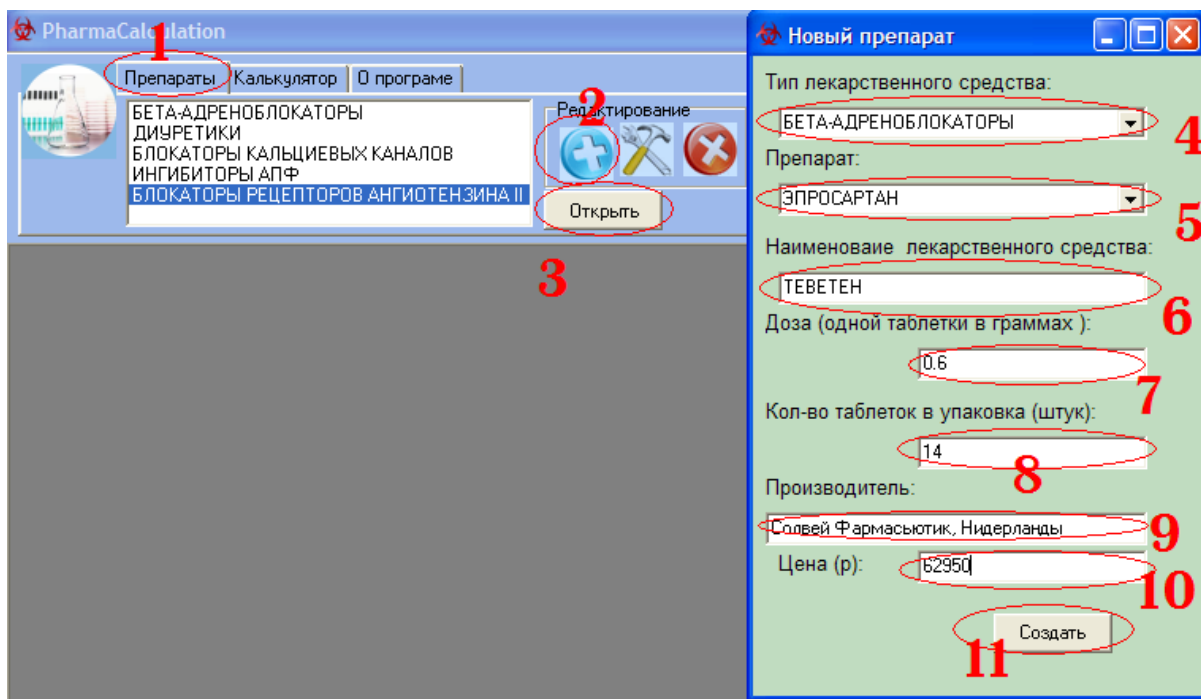 PharmaCalculation
1
Препараты
Калькулятор
О програме
БЕТА-АДРЕНОБЛОКАТОРЫ
ДИУРЕТИКИ
БЛОКАТОРЫ КАЛЬЦИЕВЫХ КАНАЛОВ
ИНГИБИТОРЫ АПФ
БЛОКАТОРЫ РЕЦЕПТОРОВ АНГИОТЕНЗИНА II
Редактирование
2
Открыть
3
Новый препарат
Тип лекарственного средства:
БЕТА-АДРЕНОБЛОКАТОРЫ
4
Препарат:
ЭПРОСАРТАН
5
Наименоваие лекарственного средства:
ТЕВЕТЕН
6
Доза (одной таблетки в граммах ):
0.6
7
Кол-во таблеток в упаковка (штук):
14
8
Производитель:
Солвей Фармасьютик, Нидерланды
9
Цена (р):
62950
10
Создать
11